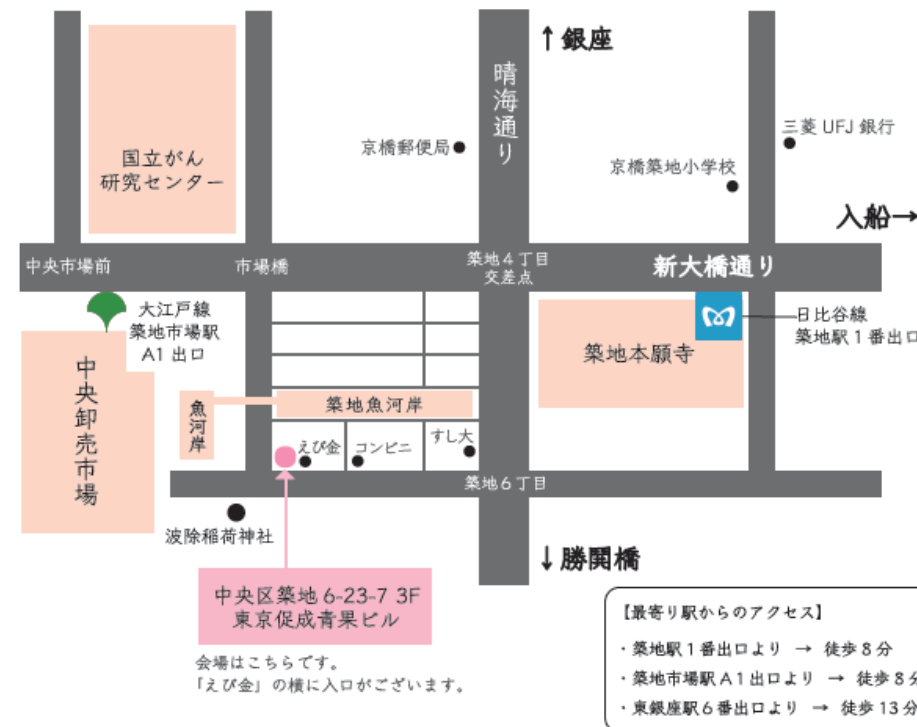 ↑銀座
晴海通り
国立がん
研究センター
京橋郵便局
京橋築地小学校
三菱UFJ銀行
入船→
中央市場前
市場橋
築地4丁目
交差点
新大橋通り
大江戸線
築地市場駅
A1出口
築地本願寺
日比谷線
築地駅1番出口
中央卸売市場
魚河岸
築地魚河岸
えび金
コンビニ
すし大
築地6丁目
波除稲荷神社
↓勝鬨橋
中央区築地6-23-7 3F
東京促成青果ビル
会場はこちらです。
「えび金」の横に入口がございます。
【最寄り駅からのアクセス】
・築地駅1番出口より → 徒歩8分
・築地市場駅A1出口より → 徒歩8分
・東銀座駅6番出口より → 徒歩13分